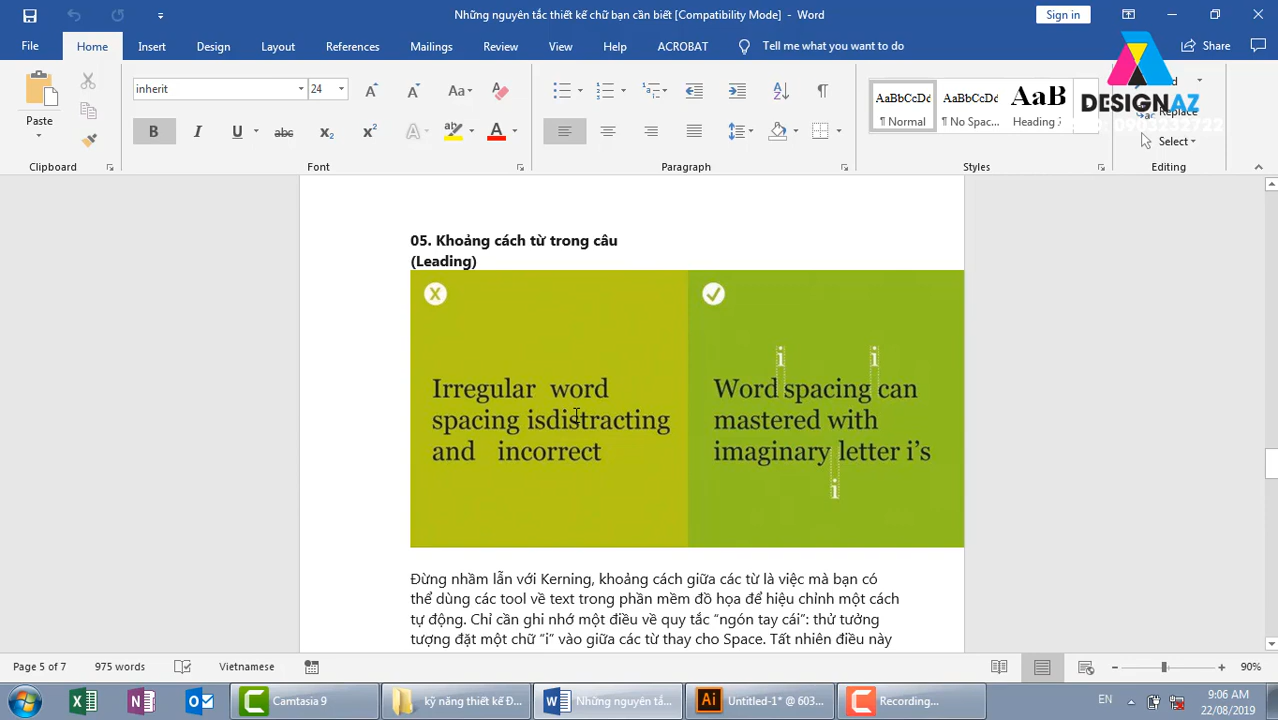 Những nguyên tắc thiết kế chữ bạn cần biết [Compatibility Mode] - Word
Sign in
File Home Insert Design Layout References Mailings Review View Help ACROBAT Tell me what you want to do Share
DESIGNAZ
Paste
inherit 24
Aa
B I U abc x₂ x² A A
AaBbCcDd AaBbCcDd AaB
¶ Normal ¶ No Spac... Heading
Replace
Select
Clipboard Font Paragraph Styles Editing
05. Khoảng cách từ trong câu
(Leading)
X
Irregular word
spacing isdistracting
and incorrect
i i
Word spacing can
mastered with
imaginary letter i’s
i
Đừng nhầm lẫn với Kerning, khoảng cách giữa các từ là việc mà bạn có
thể dùng các tool về text trong phần mềm đồ họa để hiệu chỉnh một cách
tự động. Chỉ cần ghi nhớ một điều về quy tắc “ngón tay cái”: thử tưởng
tượng đặt một chữ “i” vào giữa các từ thay cho Space. Tất nhiên điều này
Page 5 of 7 975 words Vietnamese 90%
Camtasia 9 kỹ năng thiết kế Đ... Những nguyên tắ... Untitled-1* @ 603... Recording...
EN
9:06 AM
22/08/2019